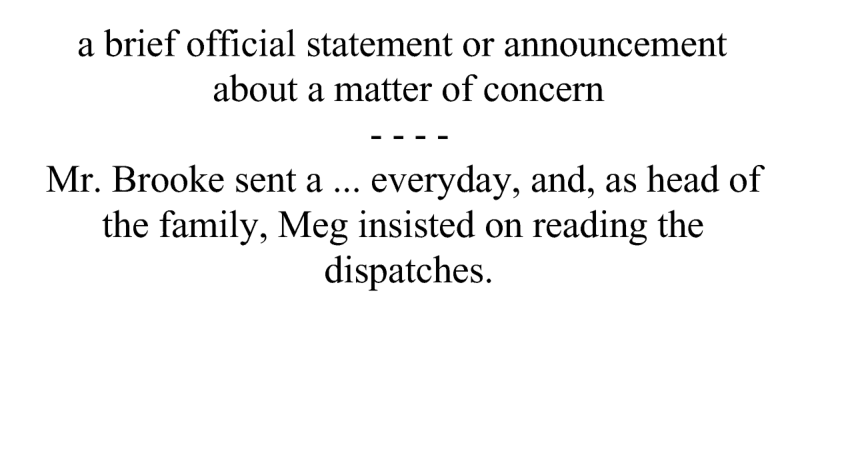 a brief official statement or announcement
about a matter of concern
- - - -
Mr. Brooke sent a ... everyday, and, as head of
the family, Meg insisted on reading the
dispatches.